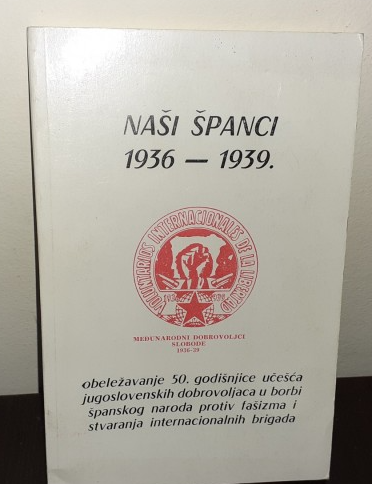 NAŠI ŠPANCI
1936 — 1939.
VOLUNTARIOS INTERNACIONALES DE LA LIBERTAD
MEĐUNARODNI DOBROVOLJCI
SLOBODE
1936-39
obeležavanje 50. godišnjice učešća
jugoslovenskih dobrovoljaca u borbi
španskog naroda protiv fašizma i
stvaranja internacionalnih brigada